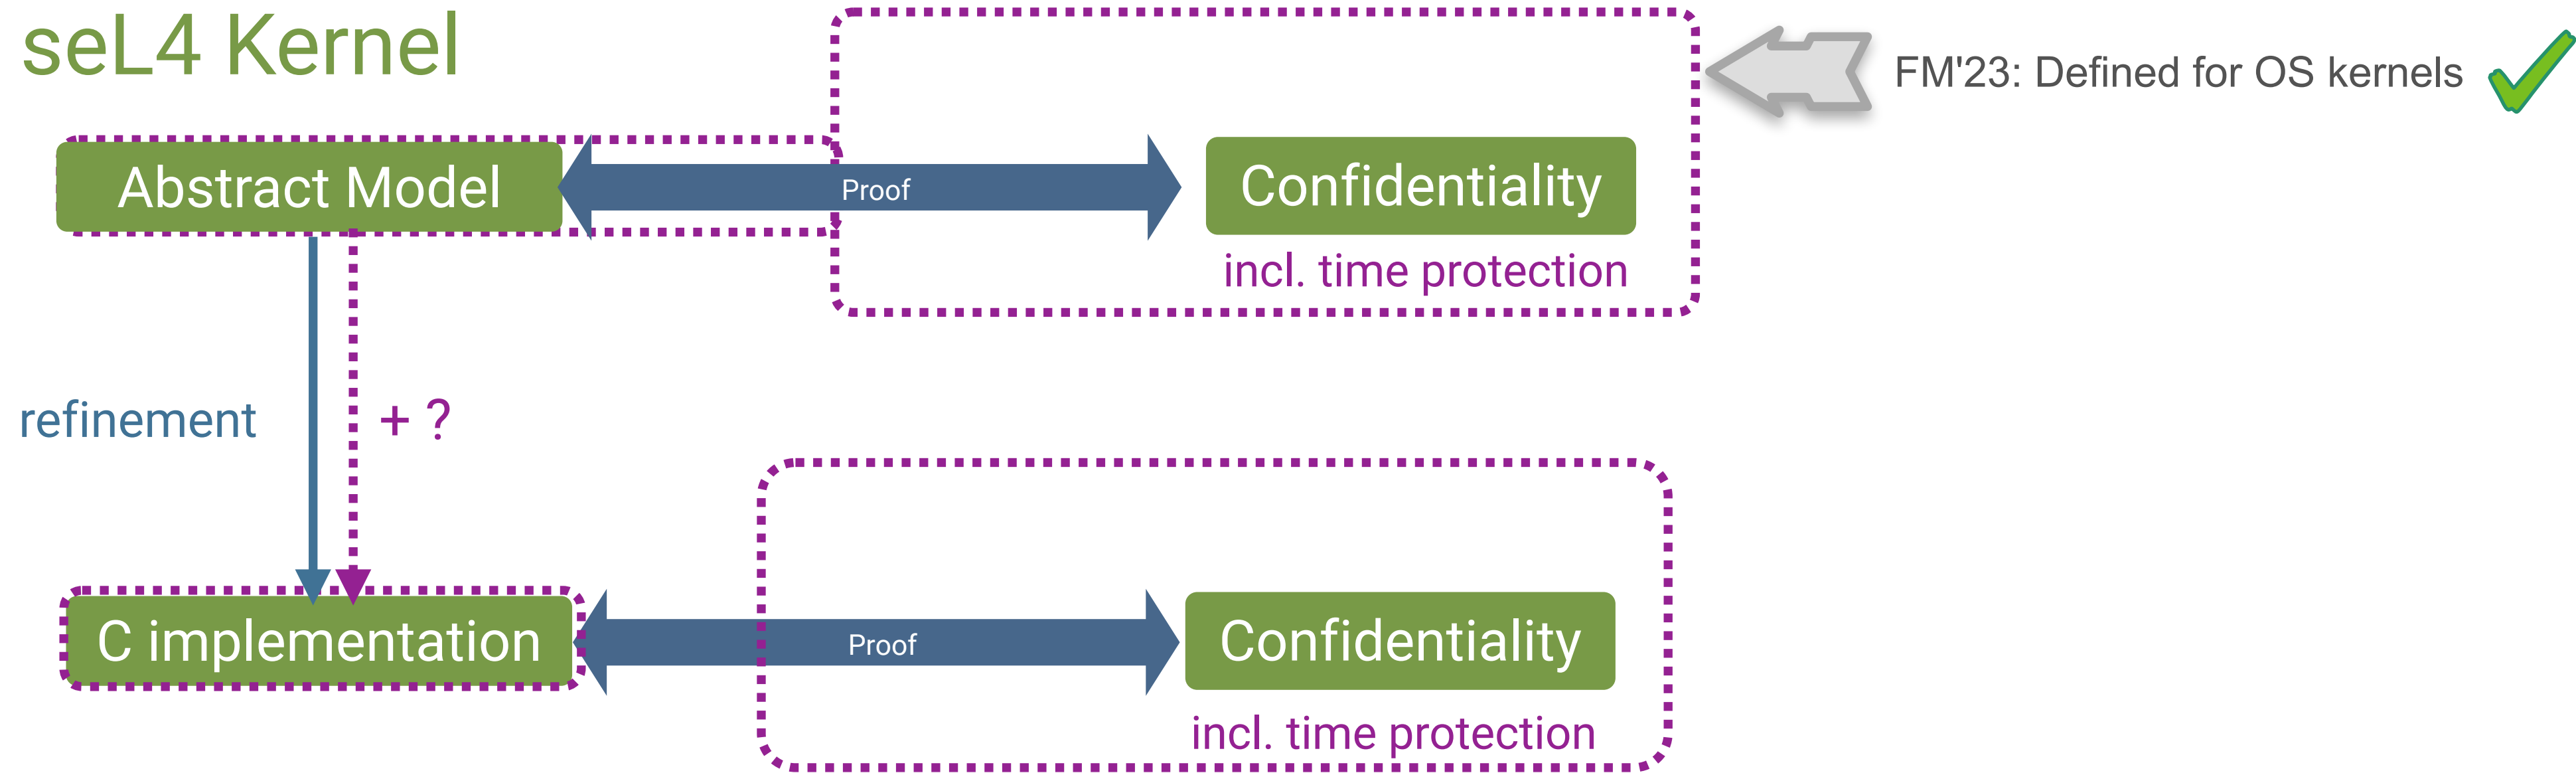 seL4 Kernel
FM'23: Defined for OS kernels
Abstract Model
Proof
Confidentiality
incl. time protection
refinement
+ ?
C implementation
Proof
Confidentiality
incl. time protection